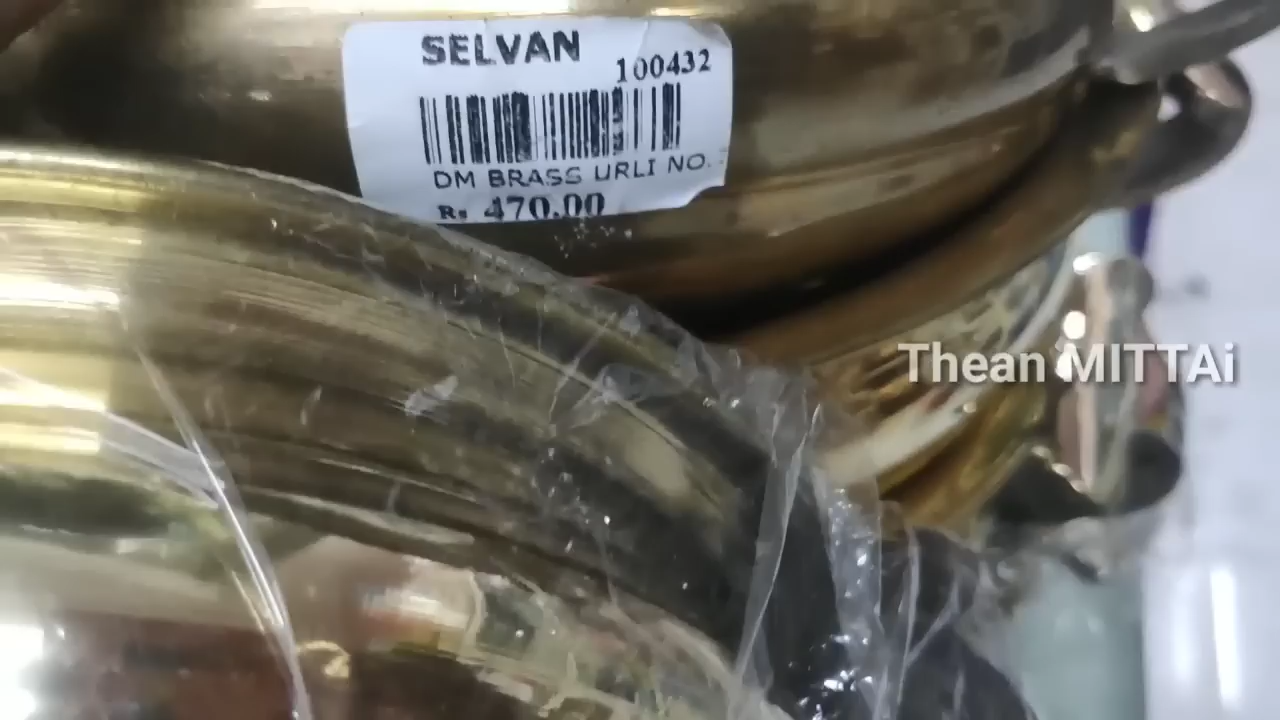 SELVAN
100432
DM BRASS URLI NO.
Rs 470.00
Thean MITTAi